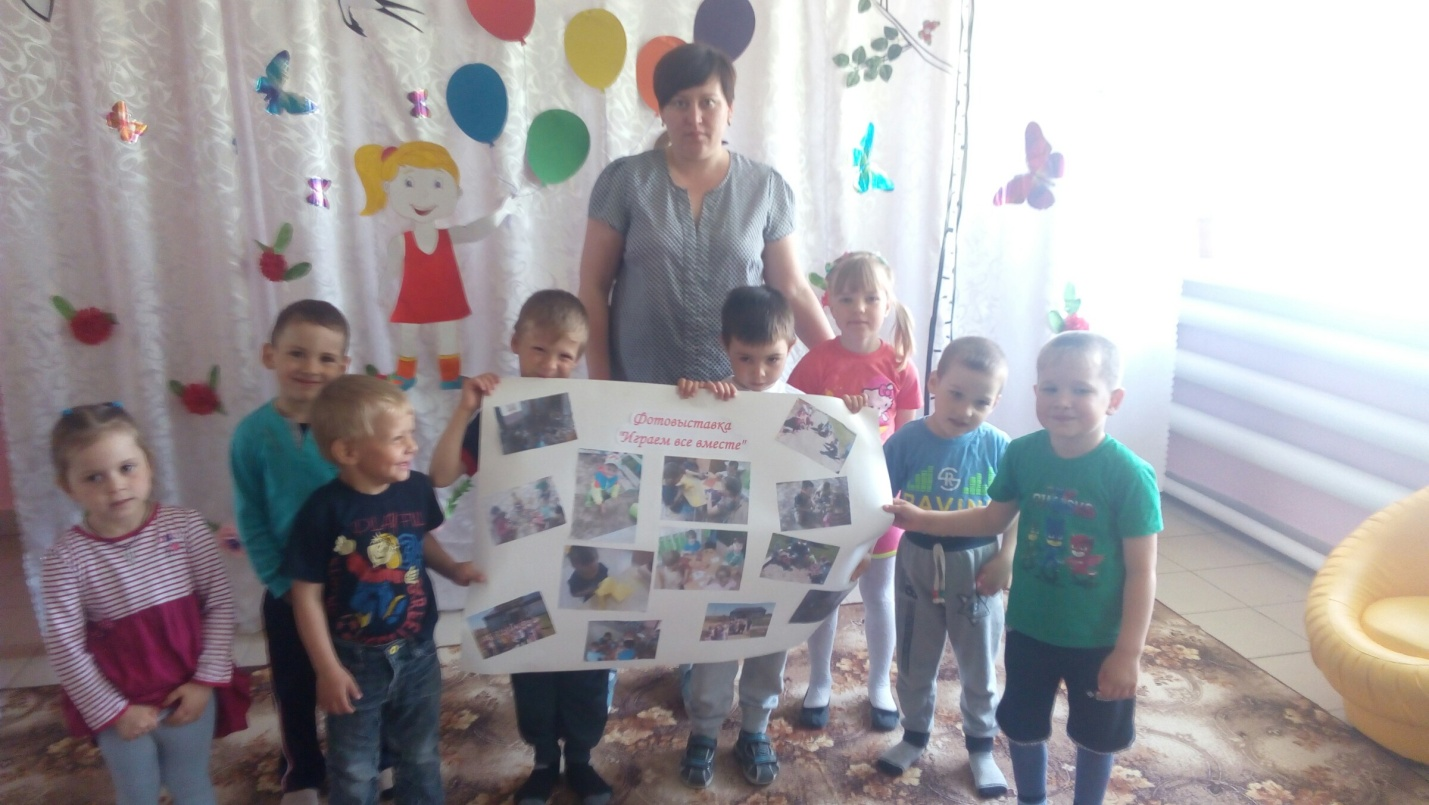 Фотовыставка
"Играем все вместе"